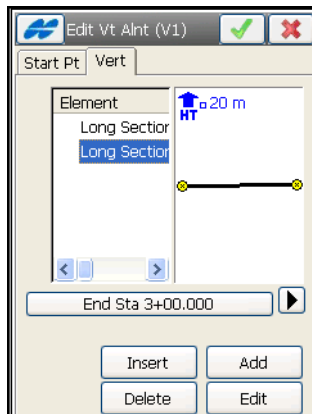 Edit Vt Alnt (V1)
Start Pt Vert
Element
Long Section
Long Section
20 m
HT
End Sta 3+00.000
Insert Add
Delete Edit